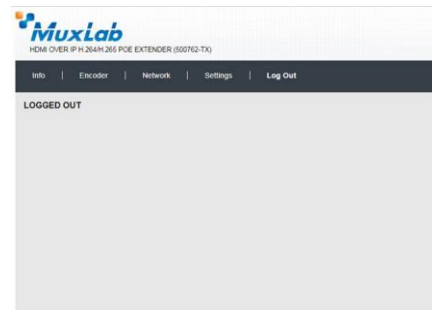 MuxLab
HDMI OVER IP H.264/H.265 POE EXTENDER (500762-TX)
Info | Encoder | Network | Settings | Log Out
LOGGED OUT